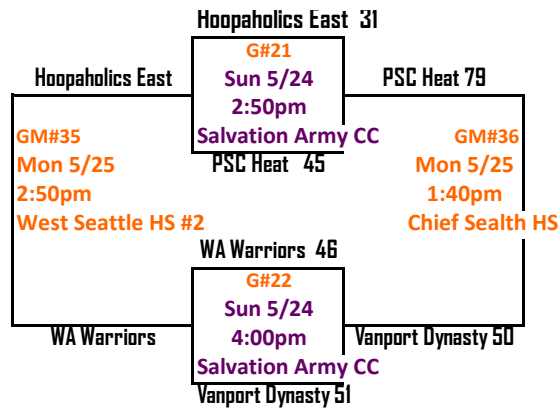 Hoopaholics East 31
G#21
Hoopaholics East
Sun 5/24
PSC Heat 79
2:50pm
GM#35
Salvation Army CC
GM#36
Mon 5/25
PSC Heat 45
Mon 5/25
2:50pm
1:40pm
West Seattle HS #2
Chief Sealth HS
WA Warriors 46
G#22
Sun 5/24
4:00pm
WA Warriors
Vanport Dynasty 50
Salvation Army CC
Vanport Dynasty 51